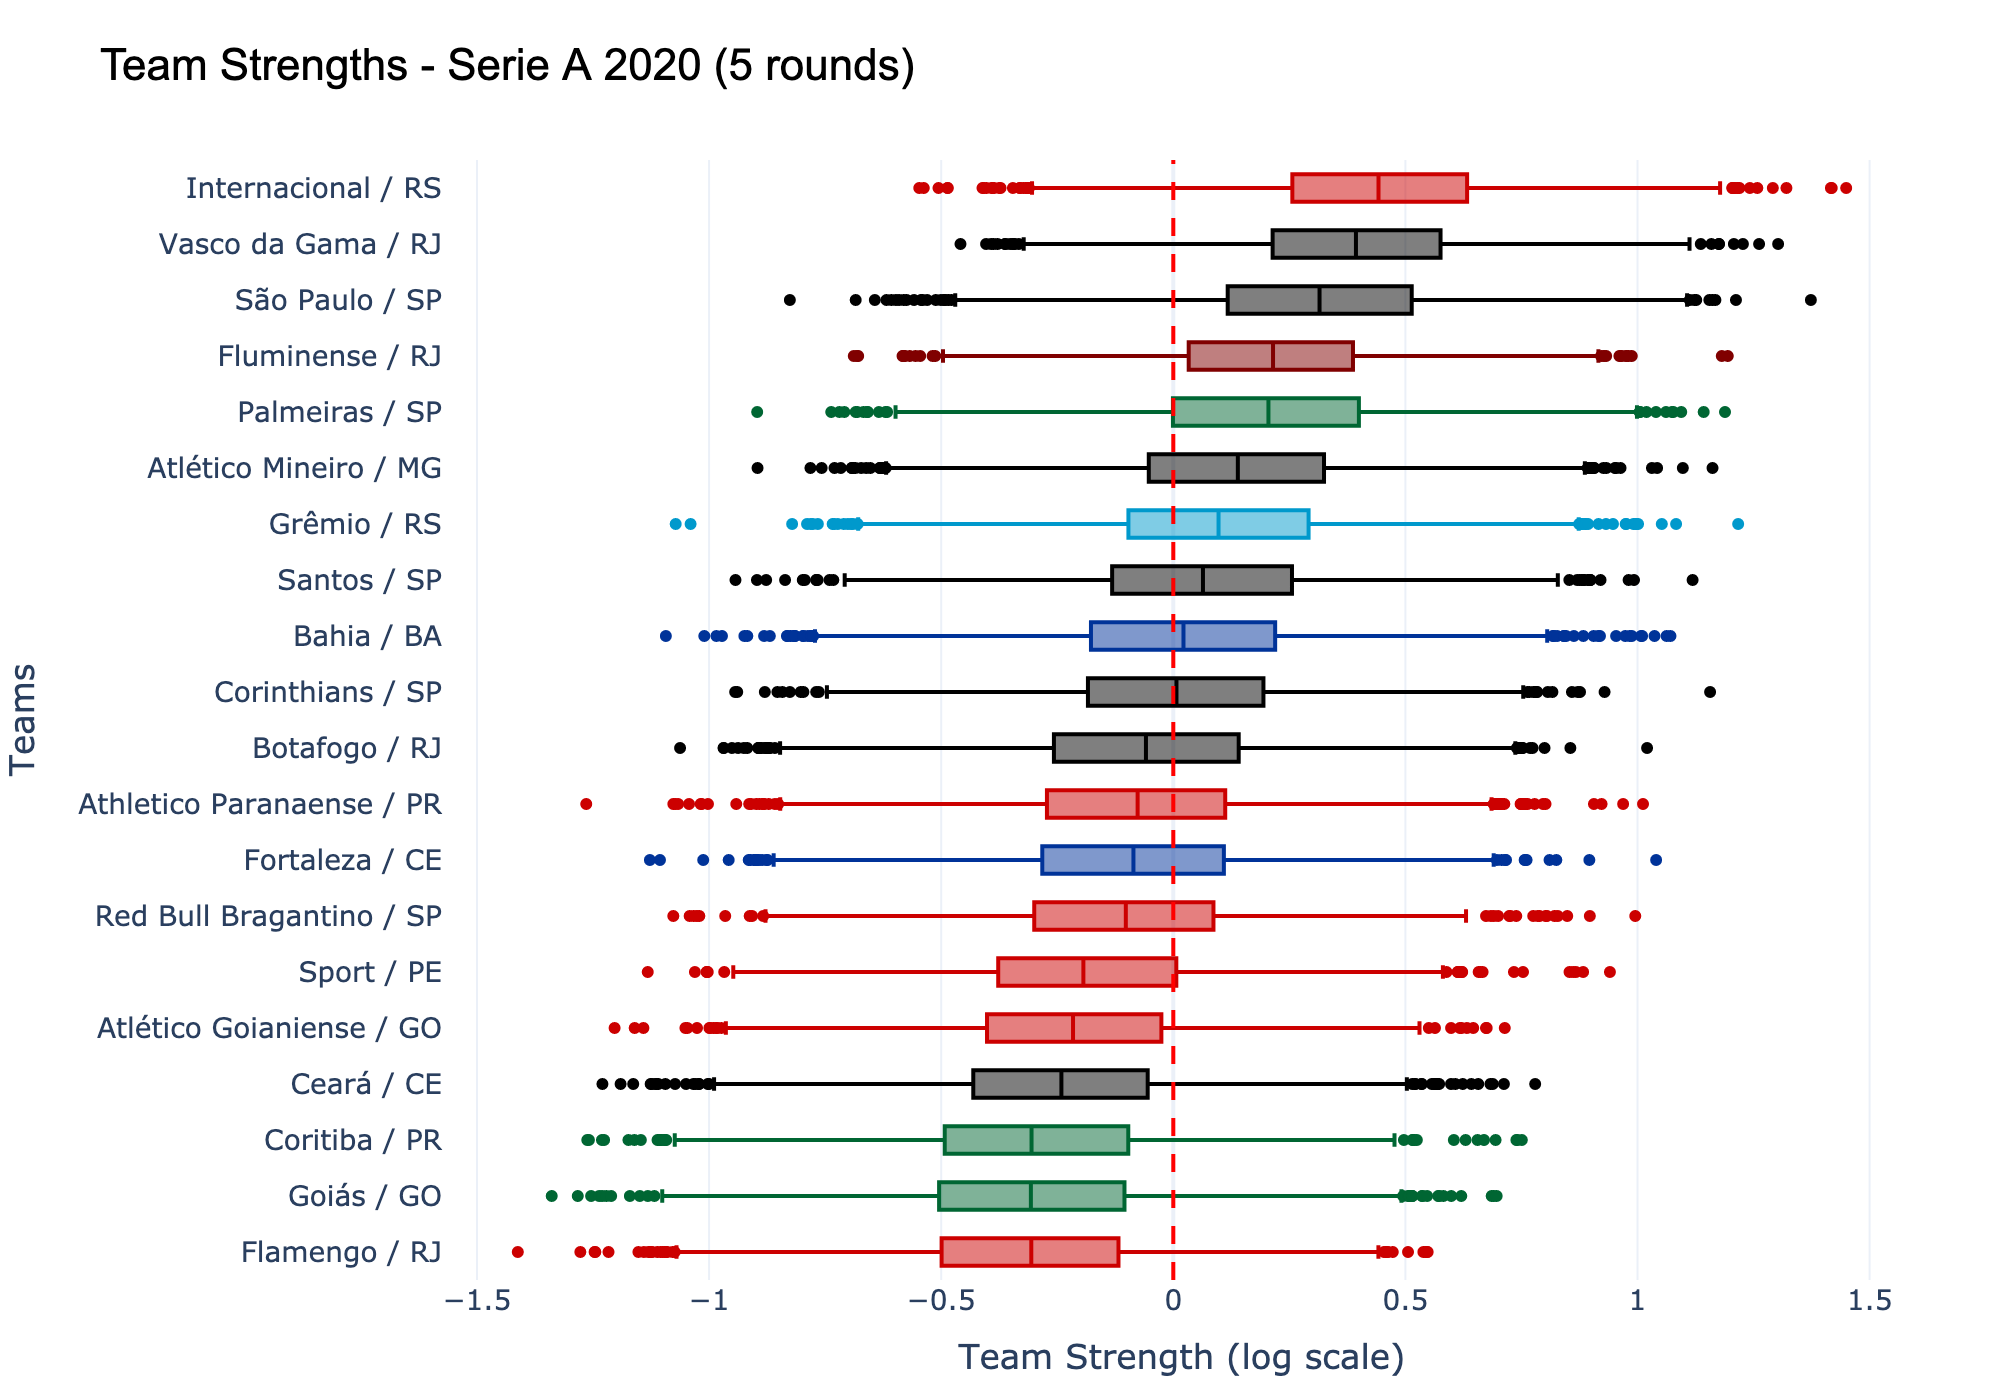 Team Strengths - Serie A 2020 (5 rounds)
Internacional / RS
Vasco da Gama / RJ
São Paulo / SP
Fluminense / RJ
Palmeiras / SP
Atlético Mineiro / MG
Grêmio / RS
Santos / SP
Bahia / BA
Corinthians / SP
Botafogo / RJ
Athletico Paranaense / PR
Fortaleza / CE
Red Bull Bragantino / SP
Sport / PE
Atlético Goianiense / GO
Ceará / CE
Coritiba / PR
Goiás / GO
Flamengo / RJ
Teams
−1.5 −1 −0.5 0 0.5 1 1.5
Team Strength (log scale)